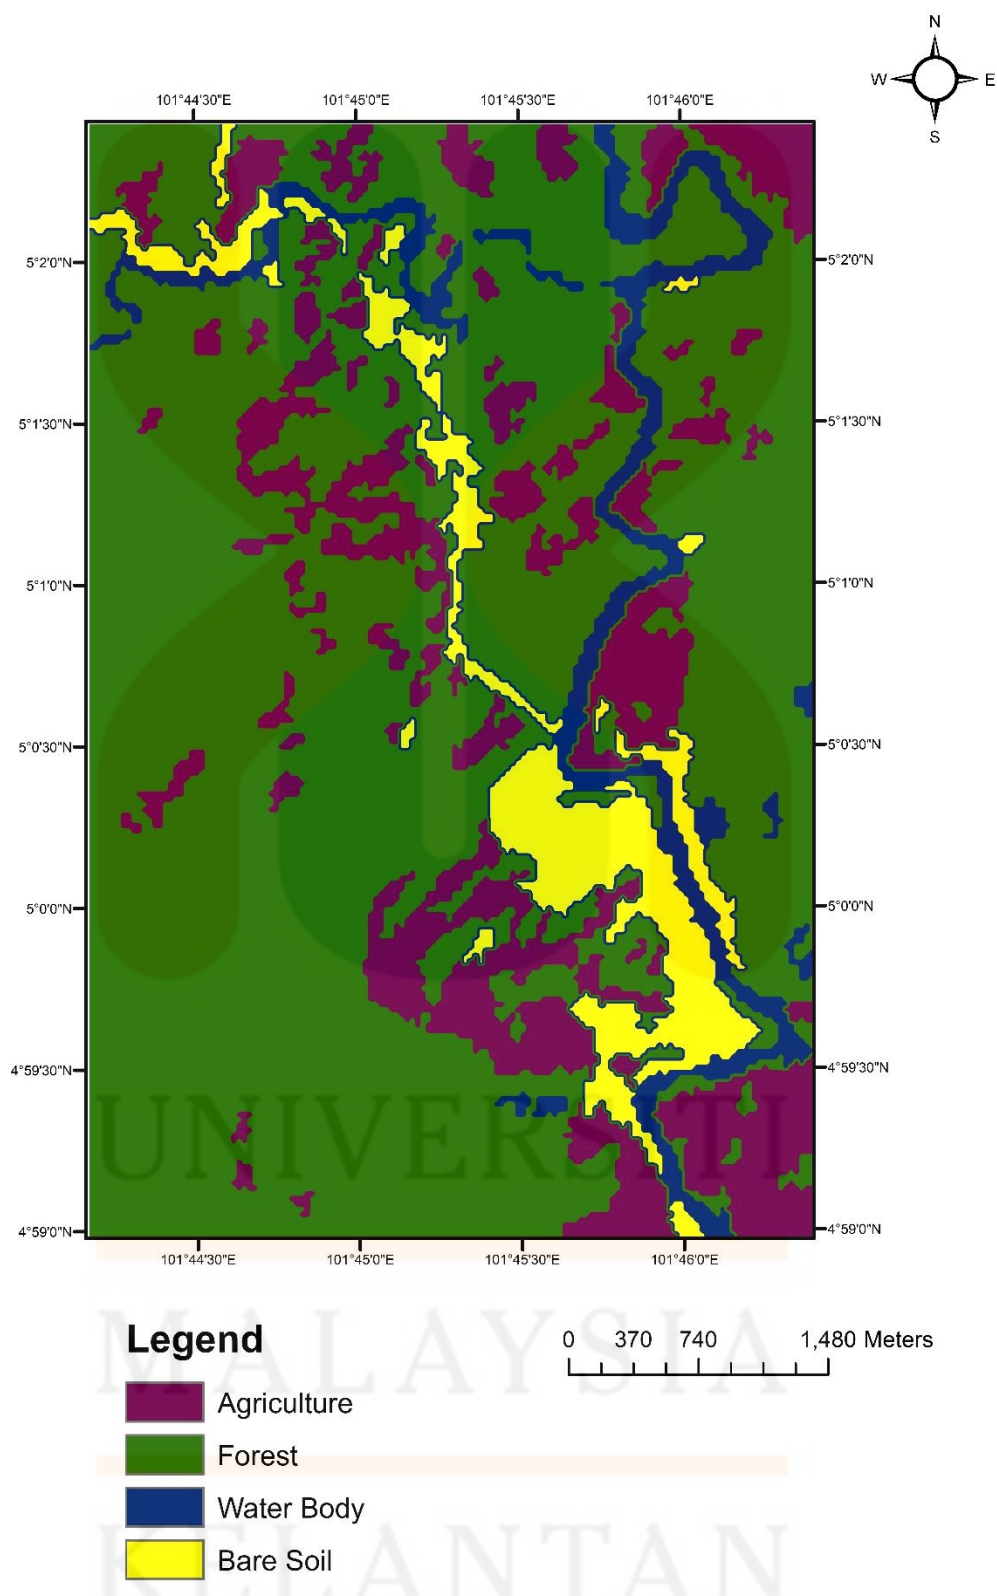 N
W E
S
101°44'30"E 101°45'0"E 101°45'30"E 101°46'0"E
5°2'0"N 5°2'0"N
5°1'30"N 5°1'30"N
5°1'0"N 5°1'0"N
5°0'30"N 5°0'30"N
5°0'0"N 5°0'0"N
4°59'30"N 4°59'30"N
UNIVERSITI
4°59'0"N 4°59'0"N
101°44'30"E 101°45'0"E 101°45'30"E 101°46'0"E
Legend
0 370 740 1,480 Meters
MALAYSIA
Agriculture
Forest
Water Body
KELANTAN
Bare Soil